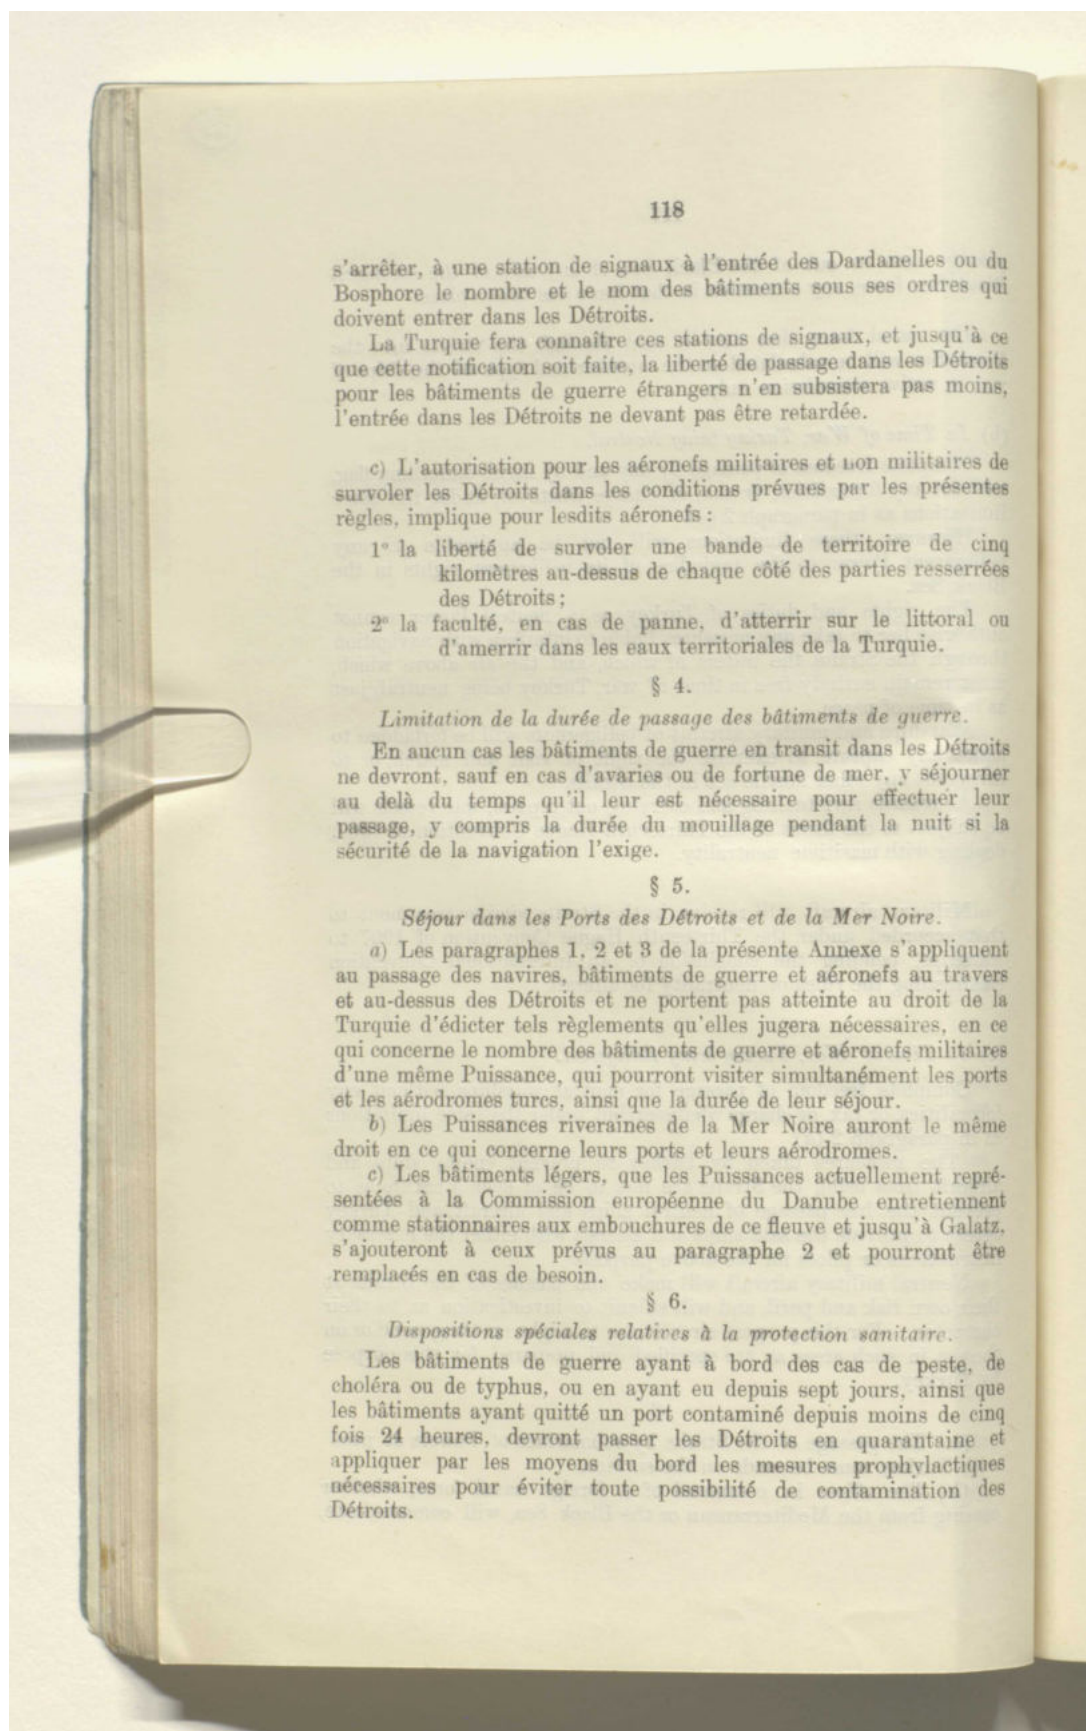 118
s'arrêter, à une station de signaux à l'entrée des Dardanelles ou du
Bosphore le nombre et le nom des bâtiments sous ses ordres qui
doivent entrer dans les Détroits.
La Turquie fera connaître ces stations de signaux, et jusqu'à ce
que cette notification soit faite, la liberté de passage dans les Détroits
pour les bâtiments de guerre étrangers n'en subsistera pas moins,
l'entrée dans les Détroits ne devant pas être retardée.
c) L'autorisation pour les aéronefs militaires et non militaires de
survoler les Détroits dans les conditions prévues par les présentes
règles, implique pour lesdits aéronefs :
1° la liberté de survoler une bande de territoire de cinq
kilomètres au-dessus de chaque côté des parties resserrées
des Détroits ;
2° la faculté, en cas de panne, d'atterrir sur le littoral ou
d'amerrir dans les eaux territoriales de la Turquie.
§ 4.
Limitation de la durée de passage des bâtiments de guerre.
En aucun cas les bâtiments de guerre en transit dans les Détroits
ne devront, sauf en cas d'avaries ou de fortune de mer, y séjourner
au delà du temps qu'il leur est nécessaire pour effectuer leur
passage, y compris la durée du mouillage pendant la nuit si la
sécurité de la navigation l'exige.
§ 5.
Séjour dans les Ports des Détroits et de la Mer Noire.
a) Les paragraphes 1, 2 et 3 de la présente Annexe s'appliquent
au passage des navires, bâtiments de guerre et aéronefs au travers
et au-dessus des Détroits et ne portent pas atteinte au droit de la
Turquie d'édicter tels règlements qu'elles jugera nécessaires, en ce
qui concerne le nombre des bâtiments de guerre et aéronefs militaires
d'une même Puissance, qui pourront visiter simultanément les ports
et les aérodromes turcs, ainsi que la durée de leur séjour.
b) Les Puissances riveraines de la Mer Noire auront le même
droit en ce qui concerne leurs ports et leurs aérodromes.
c) Les bâtiments légers, que les Puissances actuellement repré-
sentées à la Commission européenne du Danube entretiennent
comme stationnaires aux embouchures de ce fleuve et jusqu'à Galatz,
s'ajouteront à ceux prévus au paragraphe 2 et pourront être
remplacés en cas de besoin.
§ 6.
Dispositions spéciales relatives à la protection sanitaire.
Les bâtiments de guerre ayant à bord des cas de peste, de
choléra ou de typhus, ou en ayant eu depuis sept jours, ainsi que
les bâtiments ayant quitté un port contaminé depuis moins de cinq
fois 24 heures, devront passer les Détroits en quarantaine et
appliquer par les moyens du bord les mesures prophylactiques
nécessaires pour éviter toute possibilité de contamination des
Détroits.